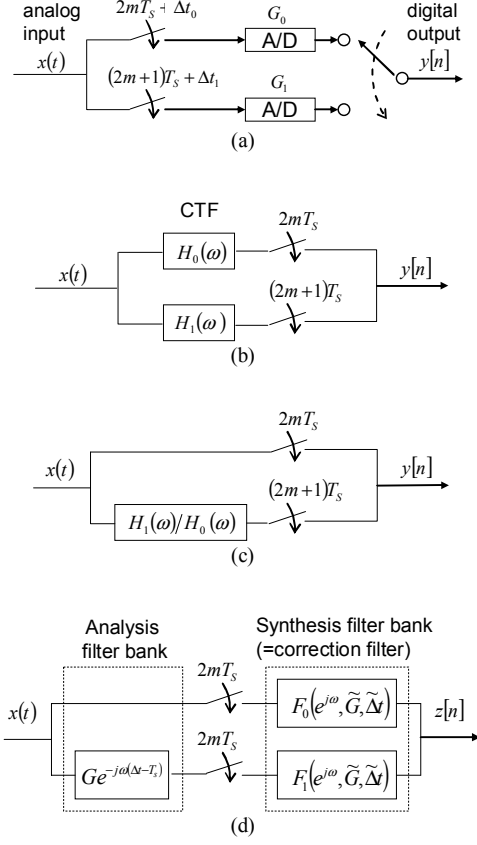 analog input
digital output
2mT_S + Δt_0
G_0
A/D
x(t)
y[n]
(2m+1)T_S + Δt_1
G_1
A/D
(a)
CTF
2mT_S
H_0(ω)
x(t)
y[n]
(2m+1)T_S
H_1(ω)
(b)
2mT_S
x(t)
y[n]
(2m+1)T_S
H_1(ω)/H_0(ω)
(c)
Analysis filter bank
Synthesis filter bank
(=correction filter)
2mT_S
F_0(e^{jω}, G̃, Δ̃t)
x(t)
z[n]
2mT_S
Ge^{-jω(Δt-T_s)}
F_1(e^{jω}, G̃, Δ̃t)
(d)